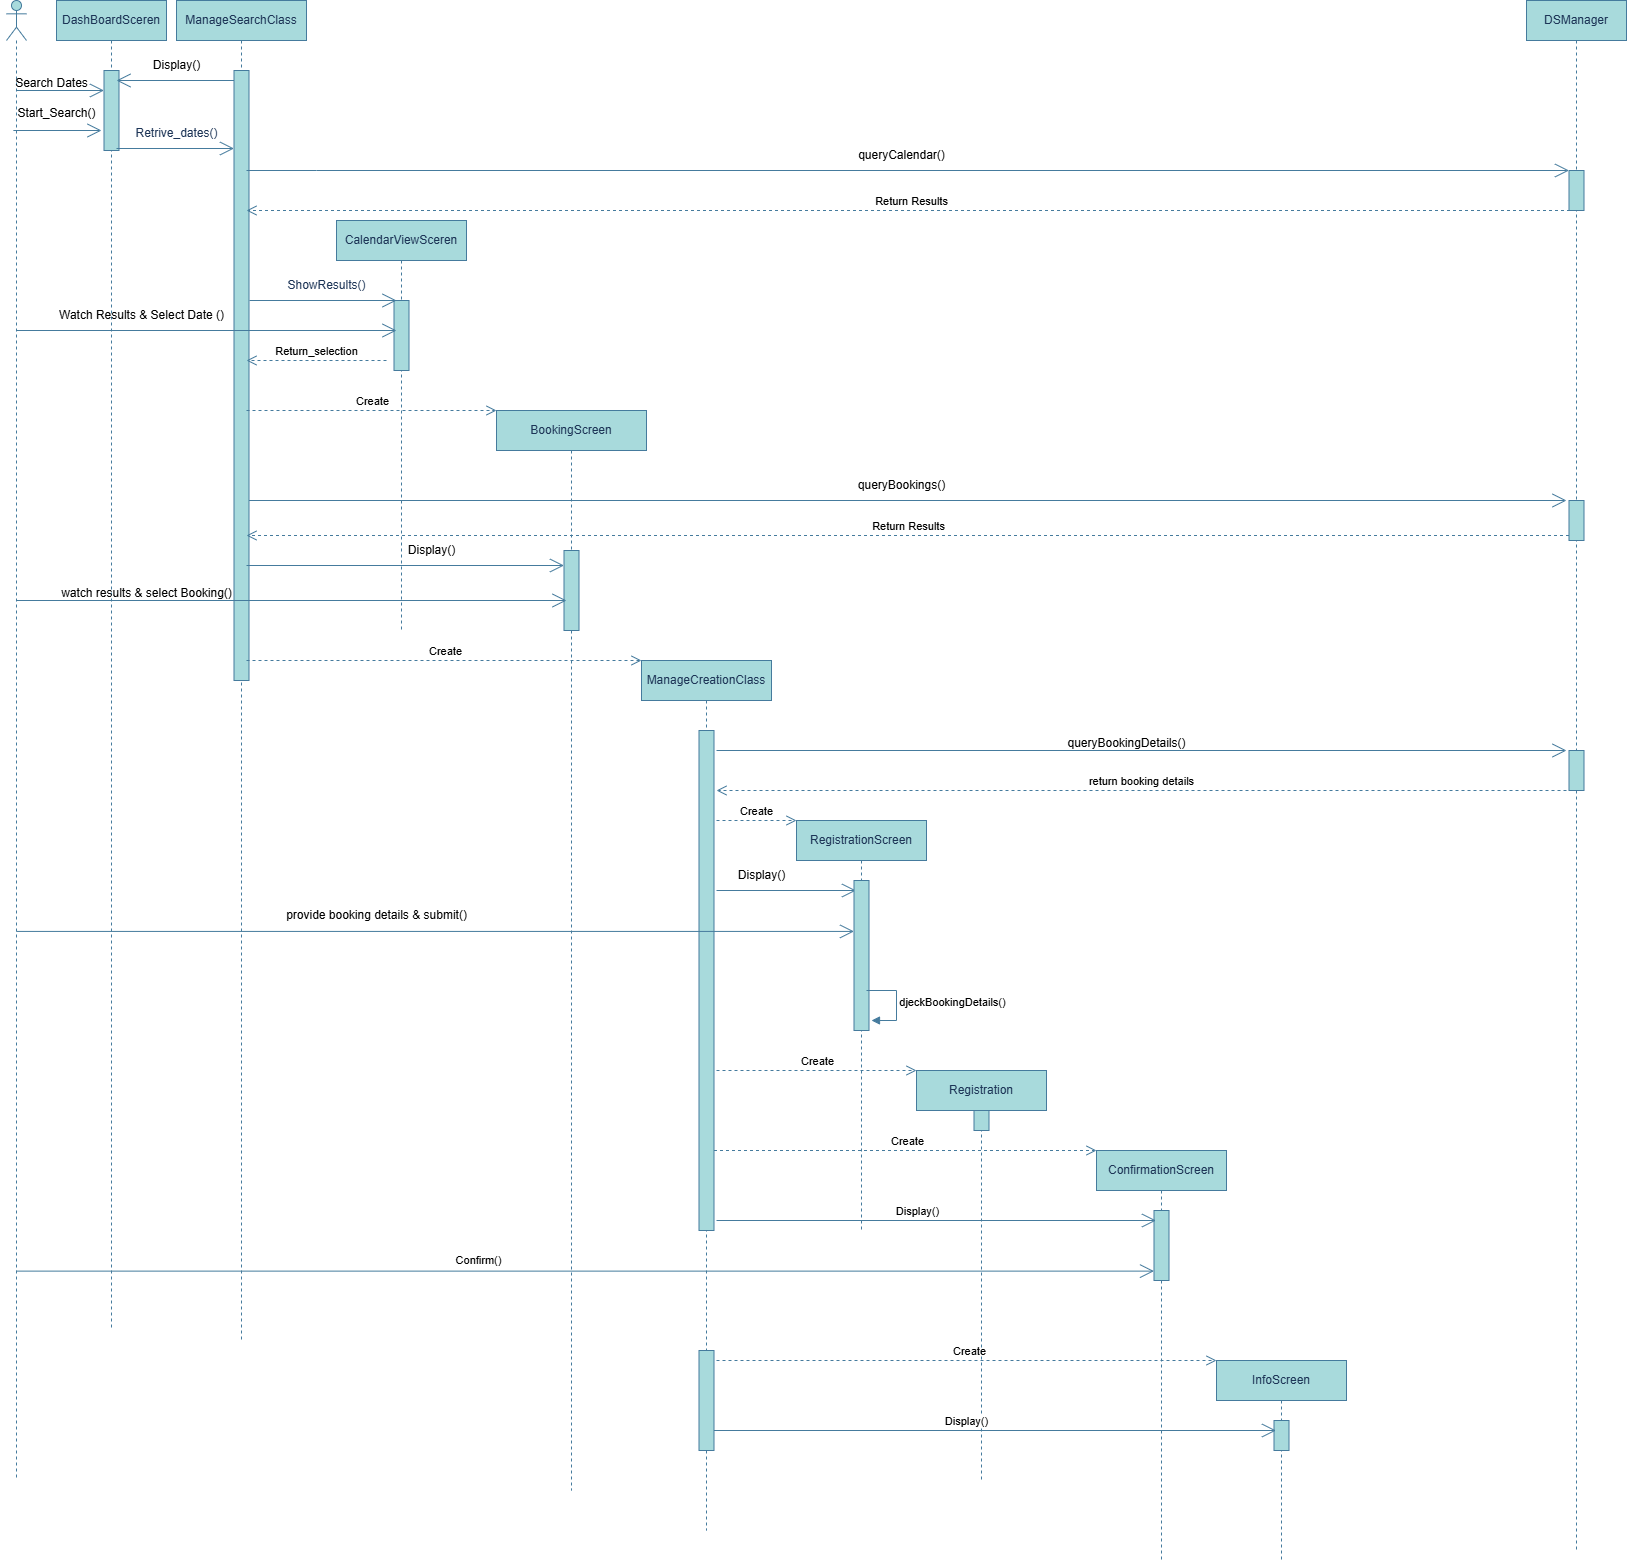 DashBoardSceren
ManageSearchClass
DSManager
Display()
Search Dates
Start_Search()
Retrive_dates()
queryCalendar()
Return Results
CalendarViewSceren
ShowResults()
Watch Results & Select Date ()
Return_selection
Create
BookingScreen
queryBookings()
Return Results
Display()
watch results & select Booking()
Create
ManageCreationClass
queryBookingDetails()
return booking details
Create
RegistrationScreen
Display()
provide booking details & submit()
djeckBookingDetails()
Create
Registration
Create
ConfirmationScreen
Display()
Confirm()
Create
InfoScreen
Display()